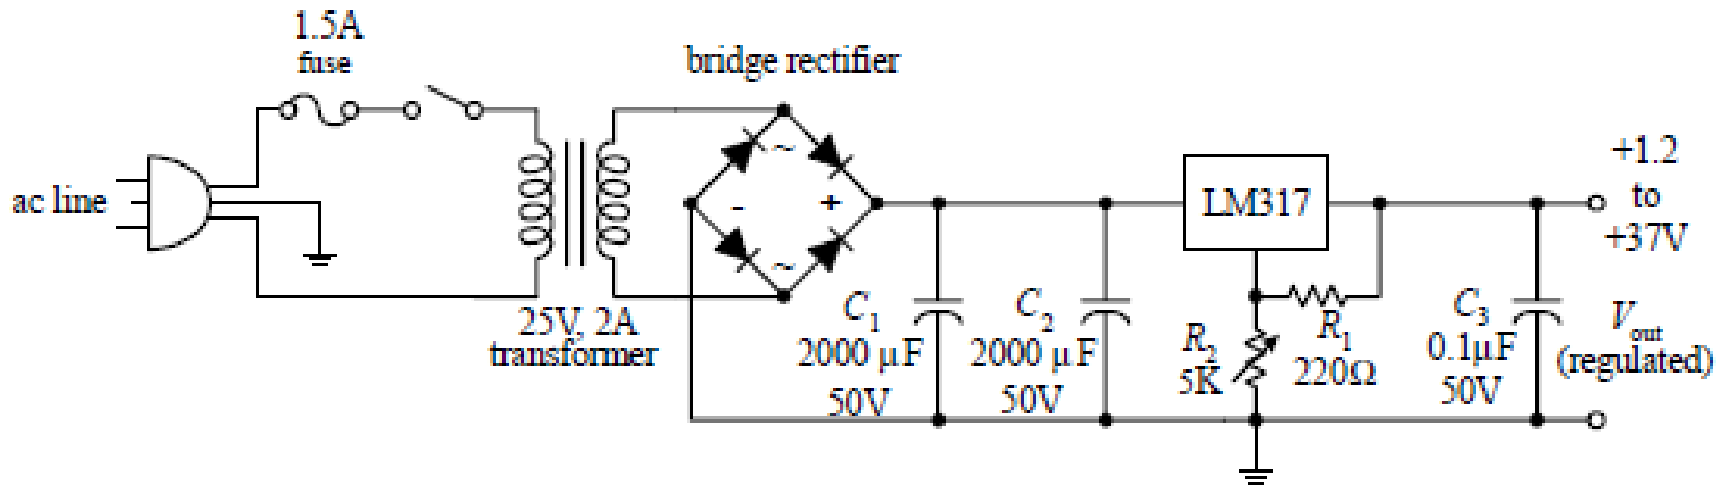 1.5A
fuse
bridge rectifier
ac line
25V, 2A
transformer
~
- +
~
C1
2000 µF
50V
C2
2000 µF
50V
LM317
R2
5K
R1
220Ω
C3
0.1µF
50V
+1.2
to
+37V
Vout
(regulated)